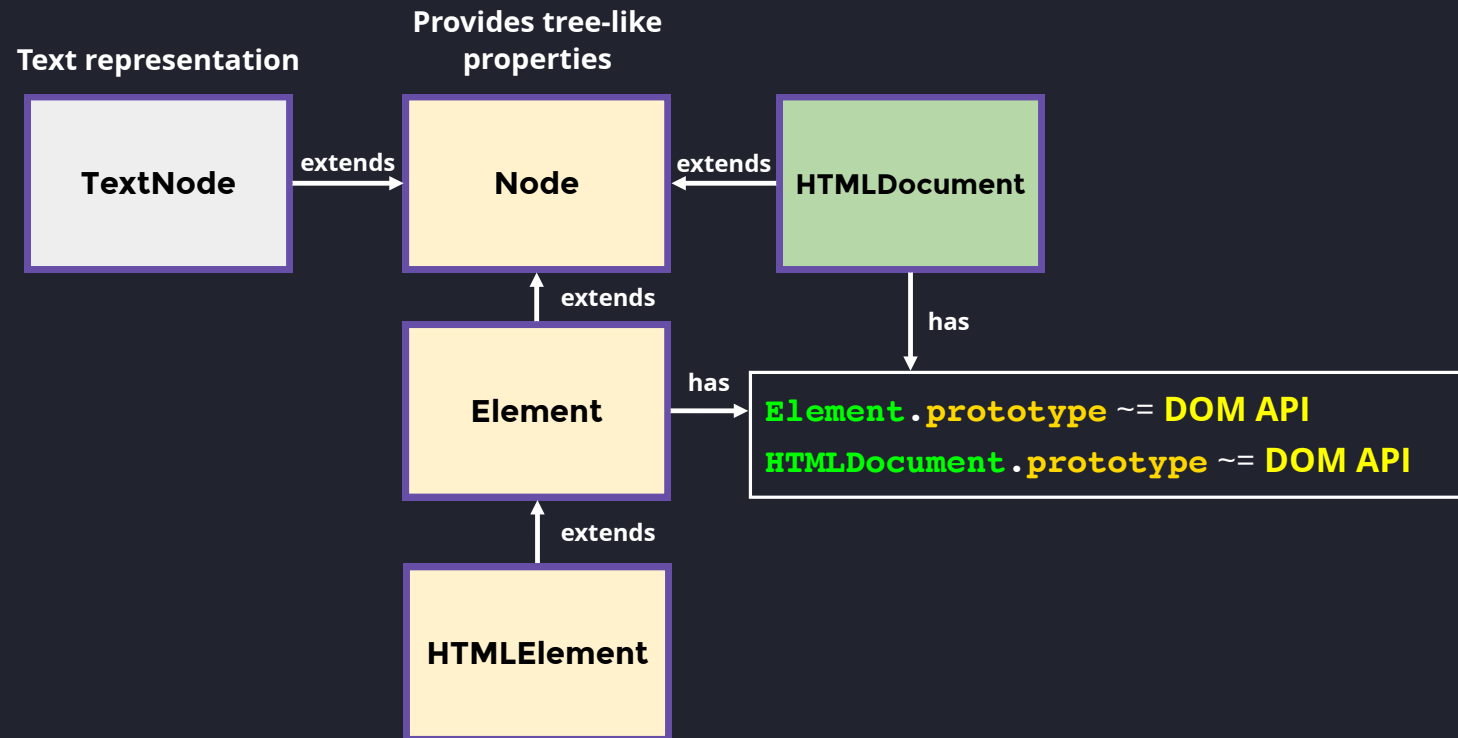 Provides tree-like
properties
Text representation
TextNode
extends
Node
extends
HTMLDocument
extends
has
Element
has
Element.prototype ~= DOM API
HTMLDocument.prototype ~= DOM API
extends
HTMLElement